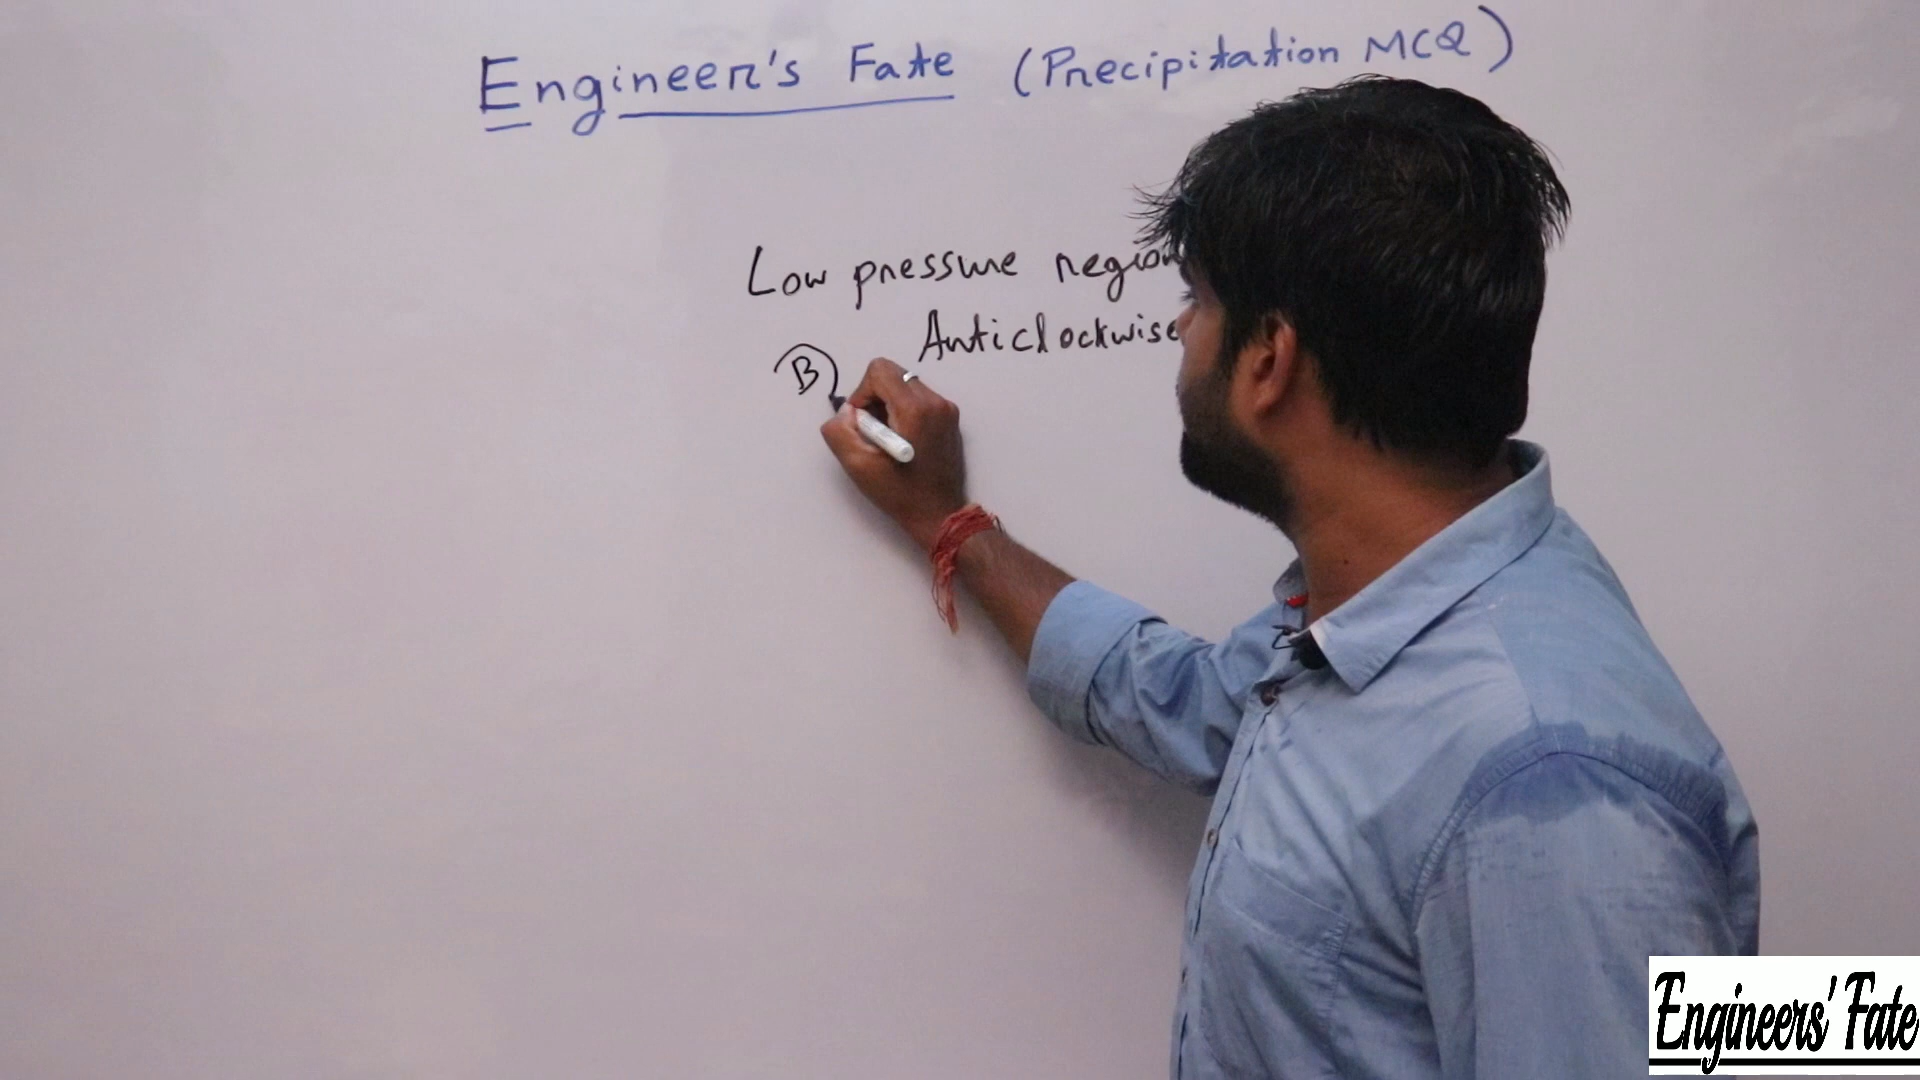 Engineer's Fate (Precipitation MCQ)
Low pressure region
Anticlockwise
B
Engineers' Fate